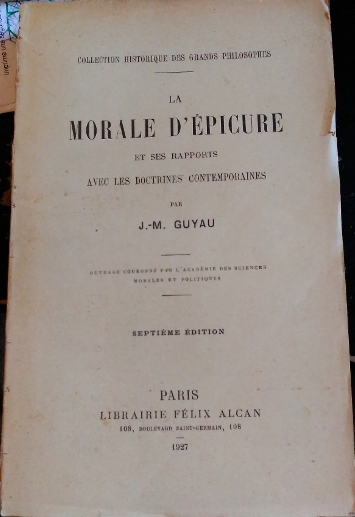 COLLECTION HISTORIQUE DES GRANDS PHILOSOPHES
LA
MORALE D'ÉPICURE
ET SES RAPPORTS
AVEC LES DOCTRINES CONTEMPORAINES
PAR
J.-M. GUYAU
OUVRAGE COURONNÉ PAR L'ACADÉMIE DES SCIENCES
MORALES ET POLITIQUES
SEPTIÈME ÉDITION
PARIS
LIBRAIRIE FÉLIX ALCAN
108, BOULEVARD SAINT-GERMAIN, 108
1927